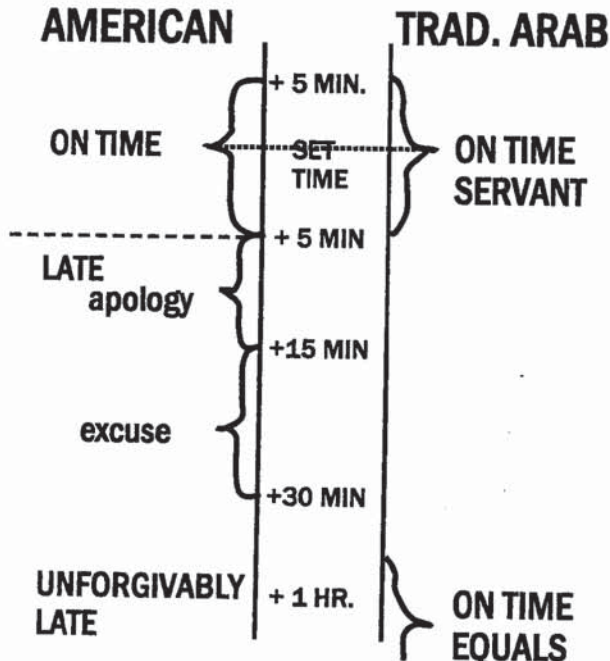 AMERICAN
TRAD. ARAB
+ 5 MIN.
ON TIME
SET
TIME
ON TIME
SERVANT
+ 5 MIN
LATE
apology
+15 MIN
excuse
+30 MIN
UNFORGIVABLY
LATE
+ 1 HR.
ON TIME
EQUALS